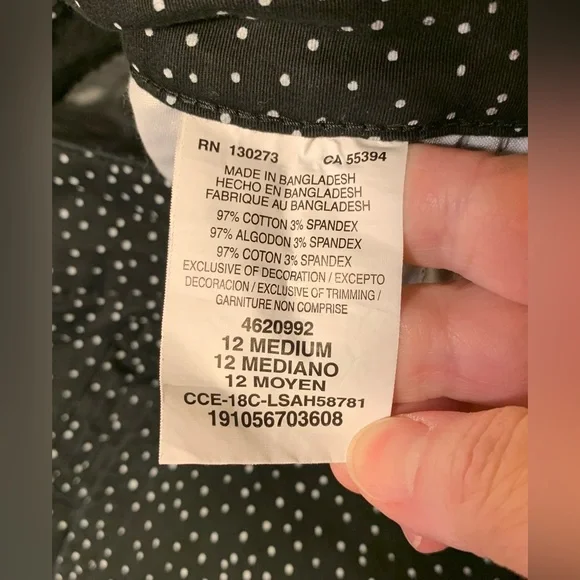 RN 130273 CA 55394
MADE IN BANGLADESH
HECHO EN BANGLADESH
FABRIQUE AU BANGLADESH
97% COTTON 3% SPANDEX
97% ALGODON 3% SPANDEX
97% COTON 3% SPANDEX
EXCLUSIVE OF DECORATION / EXCEPTO
DECORACION / EXCLUSIVE OF TRIMMING /
GARNITURE NON COMPRISE
4620992
12 MEDIUM
12 MEDIANO
12 MOYEN
CCE-18C-LSAH58781
191056703608